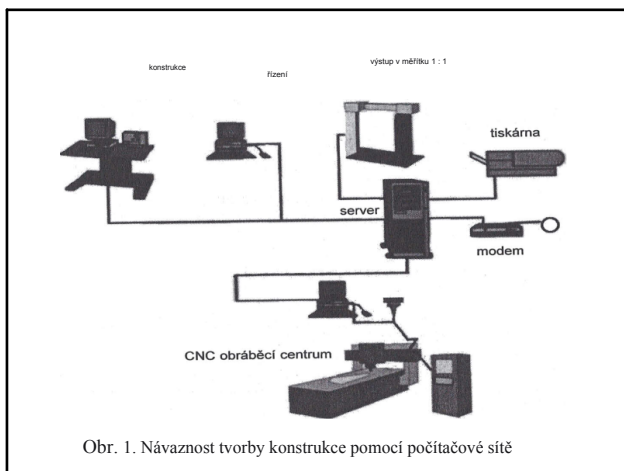 konstrukce
řízení
výstup v měřítku 1 : 1
tiskárna
server
modem
CNC obráběcí centrum
Obr. 1. Návaznost tvorby konstrukce pomocí počítačové sítě